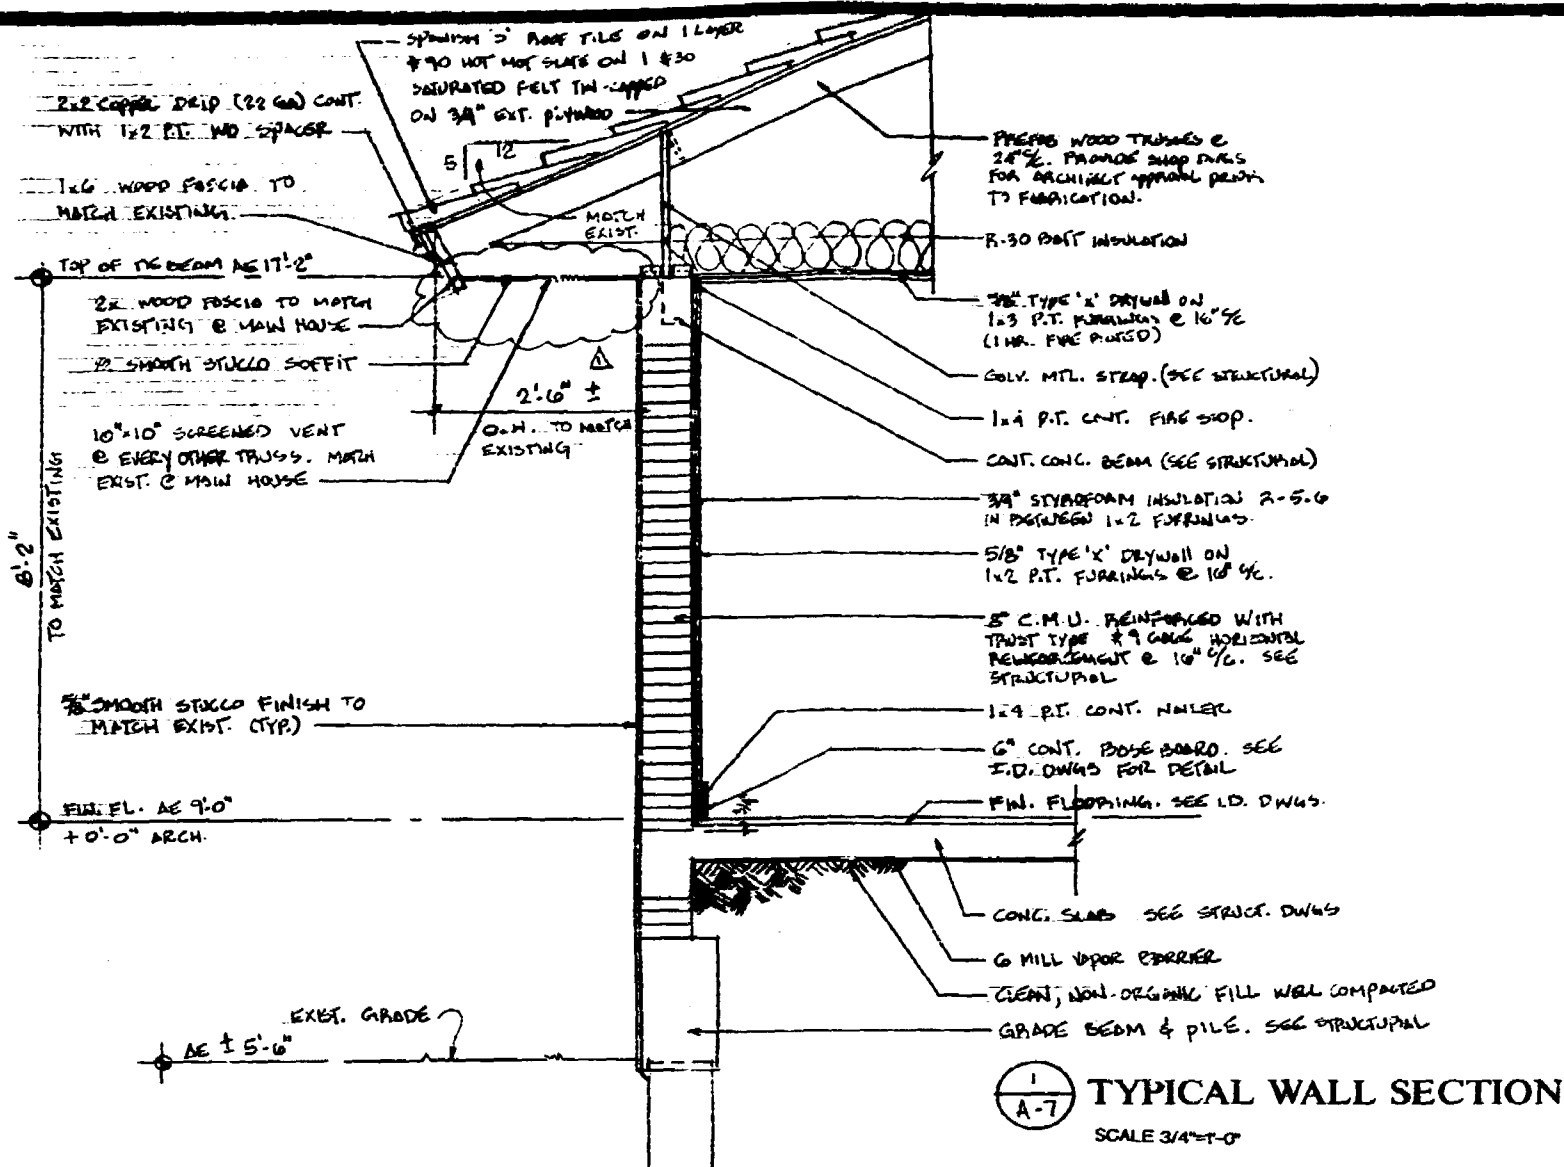 SPANISH 'S' ROOF TILE ON 1 LAYER
#90 HOT MOP SLATE ON 1 #30
SATURATED FELT TIN-CAPPED
ON 3/4" EXT. PLYWOOD
2x2 COPPER DRIP (22 GA) CONT.
WITH 1x2 P.T. WD SPACER
1x6 WOOD FASCIA TO
MATCH EXISTING
5
12
MATCH
EXIST.
TOP OF TIE BEAM AE 17'-2"
2x WOOD FASCIA TO MATCH
EXISTING @ MAIN HOUSE
SMOOTH STUCCO SOFFIT
1
2'-6" ±
O.H. TO MATCH
EXISTING
10"x10" SCREENED VENT
@ EVERY OTHER TRUSS. MATCH
EXIST. @ MAIN HOUSE
8'-2"
TO MATCH EXISTING
5/8" SMOOTH STUCCO FINISH TO
MATCH EXIST. (TYP.)
FIN. FL. AE 9'-0"
+ 0'-0" ARCH.
EXIST. GRADE
AE ± 5'-6"
PREFAB WOOD TRUSSES @
24" O/C. PROVIDE SHOP DWGS
FOR ARCHITECT APPROVAL PRIOR
TO FABRICATION.
R-30 BATT INSULATION
5/8" TYPE 'X' DRYWALL ON
1x3 P.T. FURRINGS @ 16" O/C
(1 HR. FIRE RATED)
GALV. MTL. STRAP. (SEE STRUCTURAL)
1x4 P.T. CONT. FIRE STOP.
CONT. CONC. BEAM (SEE STRUCTURAL)
3/4" STYROFOAM INSULATION R-5.6
IN BETWEEN 1x2 FURRINGS.
5/8" TYPE 'X' DRYWALL ON
1x2 P.T. FURRINGS @ 16" O/C.
8" C.M.U. REINFORCED WITH
TRUST TYPE #9 GAGE HORIZONTAL
REINFORCEMENT @ 16" O/C. SEE
STRUCTURAL
1x4 P.T. CONT. NAILER
6" CONT. BASE BOARD. SEE
I.D. DWGS FOR DETAIL
3/4"
FIN. FLOORING. SEE I.D. DWGS.
CONC. SLAB SEE STRUCT. DWGS
6 MILL VAPOR BARRIER
CLEAN, NON-ORGANIC FILL WELL COMPACTED
GRADE BEAM & PILE. SEE STRUCTURAL
1
A-7
TYPICAL WALL SECTION
SCALE 3/4"=1'-0"